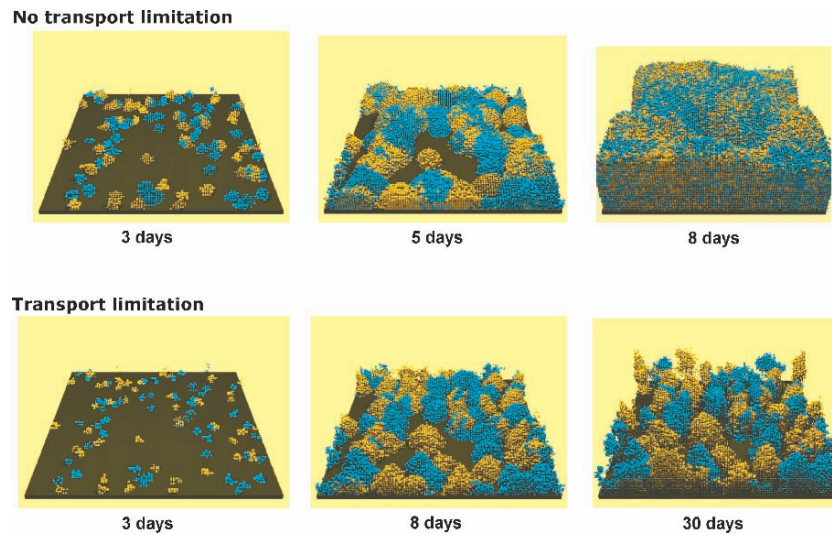 No transport limitation
3 days
5 days
8 days
Transport limitation
3 days
8 days
30 days